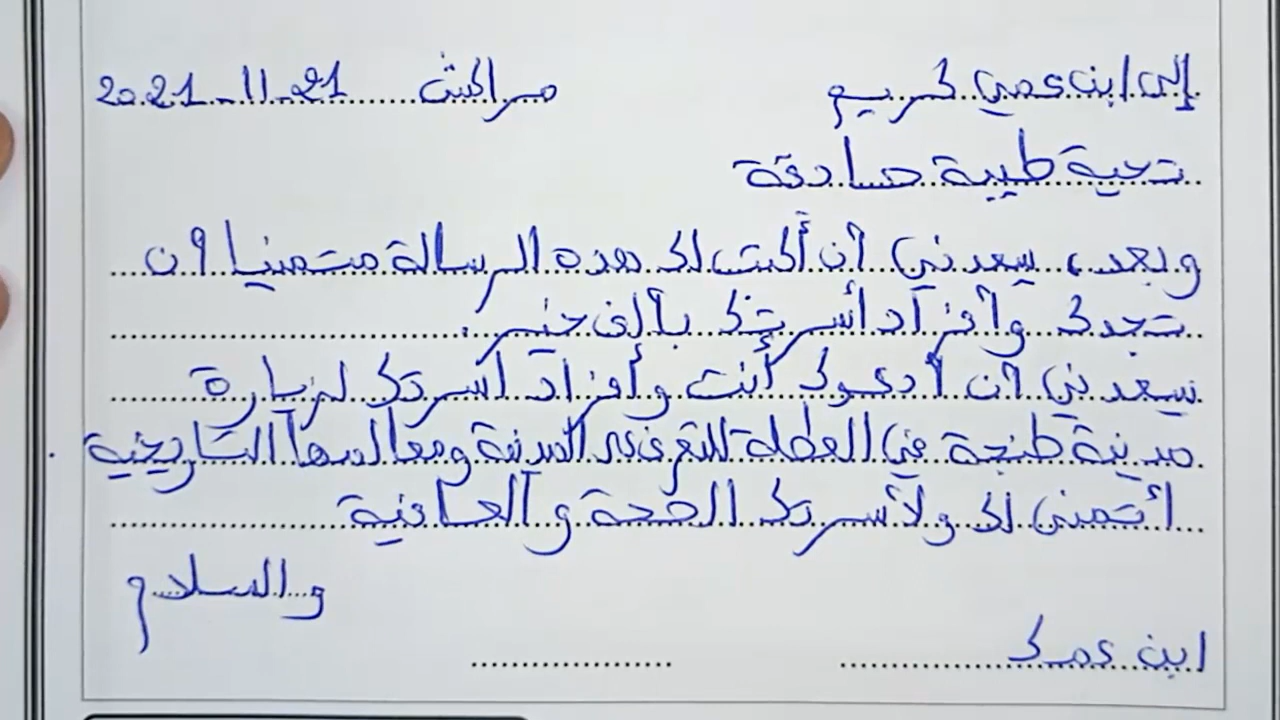 إلى ابن عمي كريم مراكش 21-11-2021
تحية طيبة صادقة
وبعد، يسعدني أن أكتب لك هذه الرسالة متمنيا أن
تجدك وأفراد أسرتك بألف خير.
يسعدني أن أدعوك أنت وأفراد أسرتك لزيارة
مدينة طنجة في العطلة للتعرف على المدينة ومعالمها التاريخية.
أتمنى لك ولأسرتك الصحة والعافية
والسلام
ابن عمك